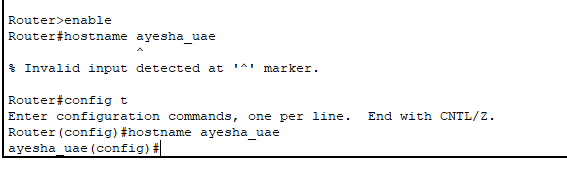 Router>enable
Router#hostname ayesha_uae
^
% Invalid input detected at '^' marker.
Router#config t
Enter configuration commands, one per line.  End with CNTL/Z.
Router(config)#hostname ayesha_uae
ayesha_uae(config)#